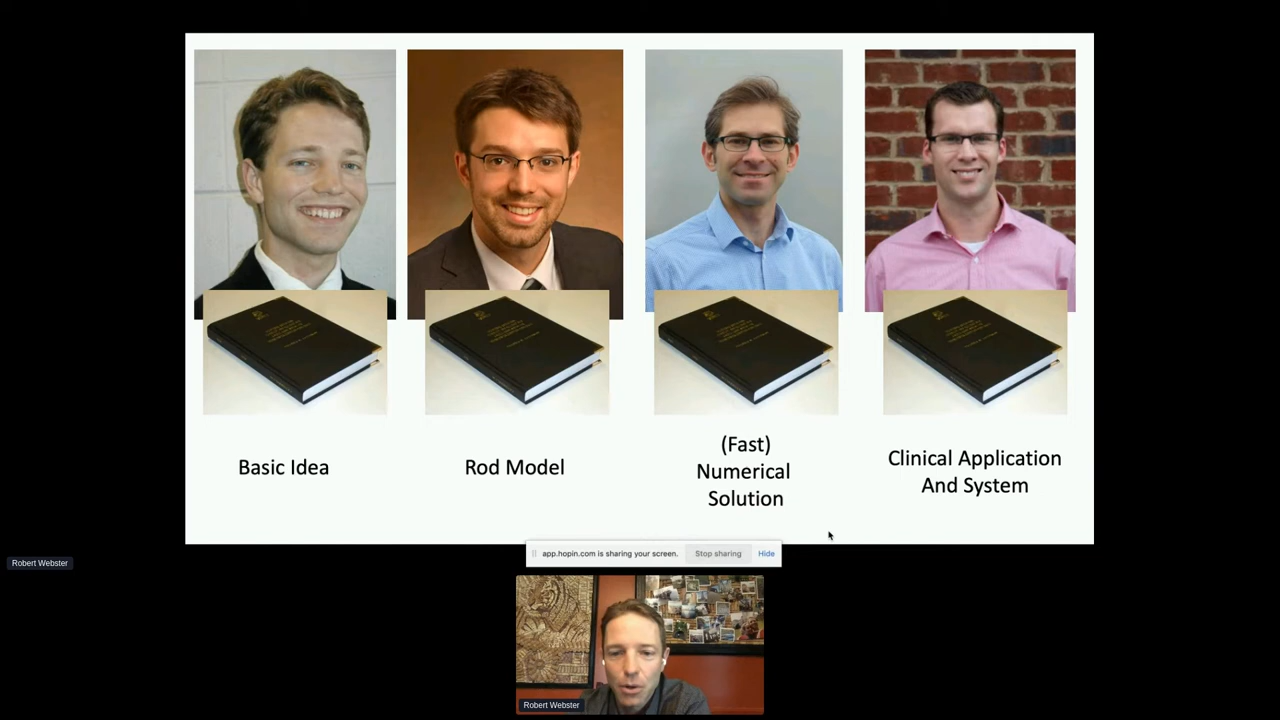 Basic Idea
Rod Model
(Fast)
Numerical
Solution
Clinical Application
And System
app.hopin.com is sharing your screen.
Stop sharing
Hide
Robert Webster
Robert Webster